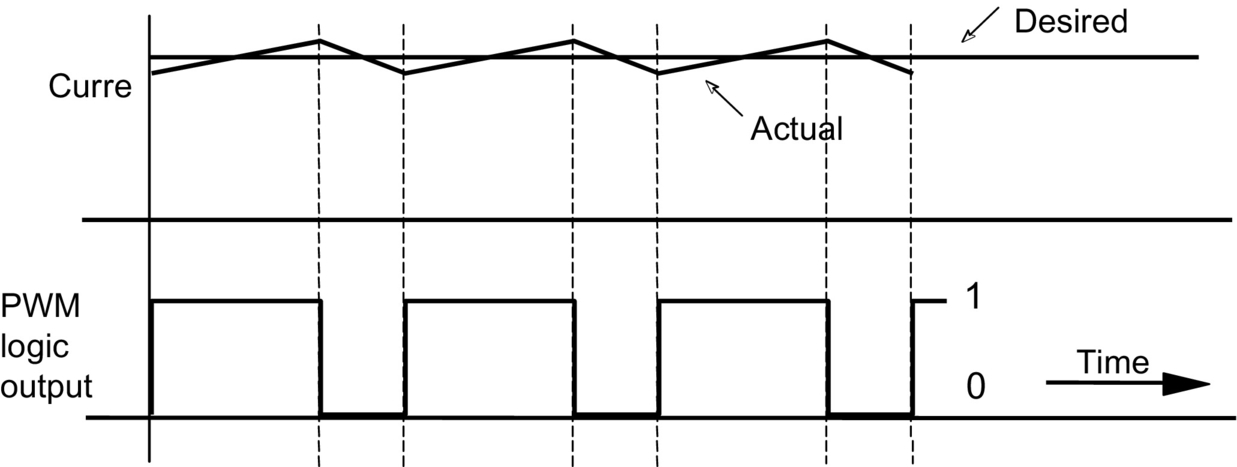 Desired
Curre
Actual
PWM
logic
output
1
0
Time